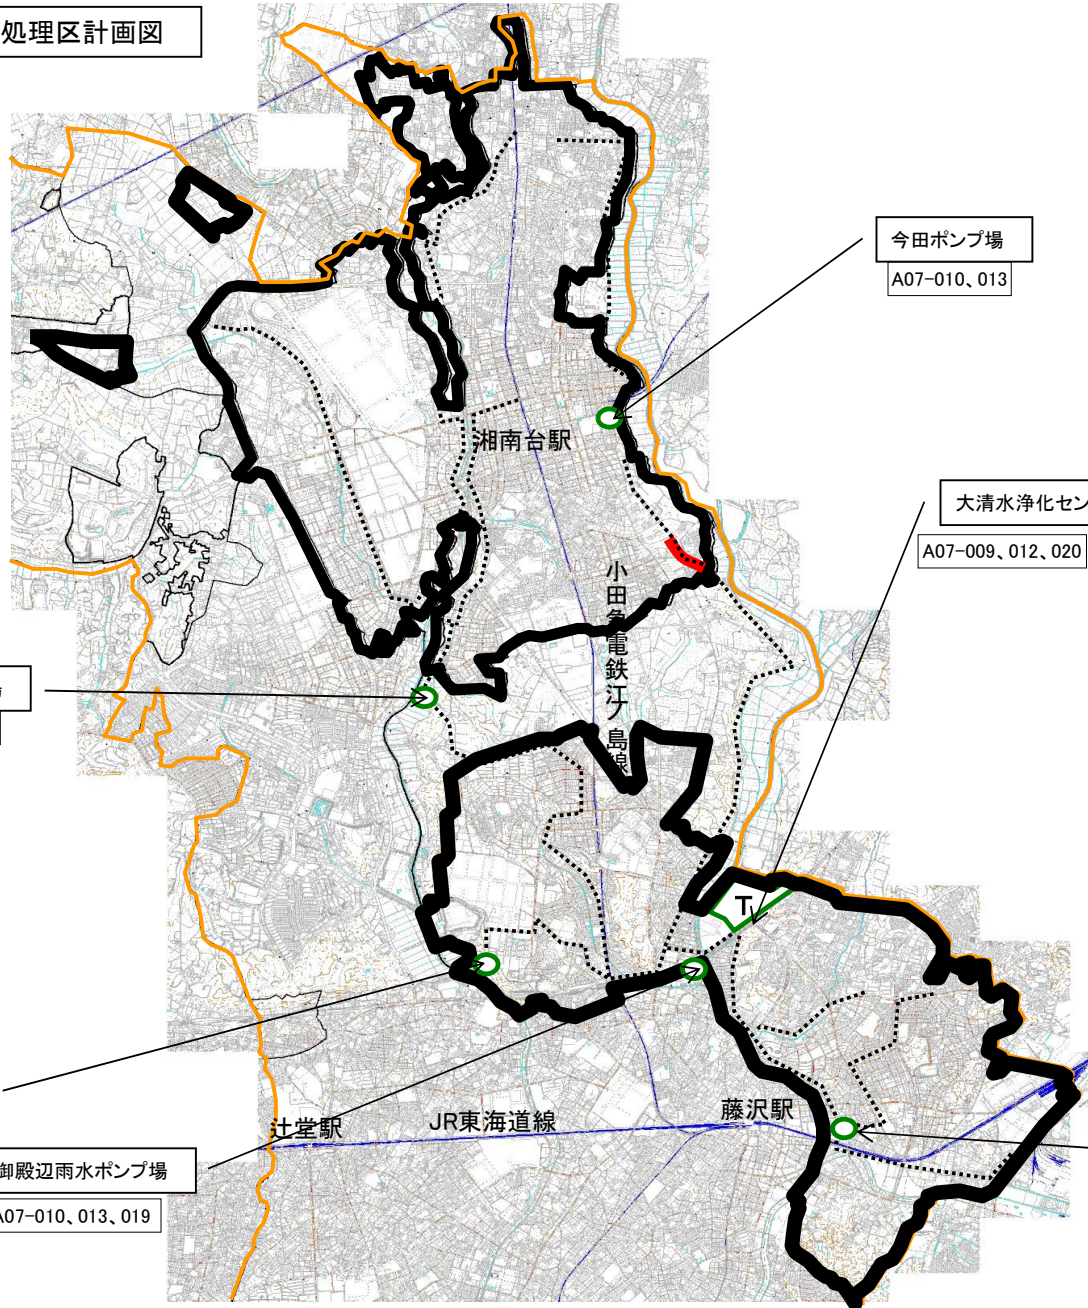 処理区計画図
今田ポンプ場
A07-010、013
湘南台駅
大清水浄化セン
A07-009、012、020
小田急電鉄江ノ島線
T
藤沢駅
JR東海道線
辻堂駅
御殿辺雨水ポンプ場
A07-010、013、019